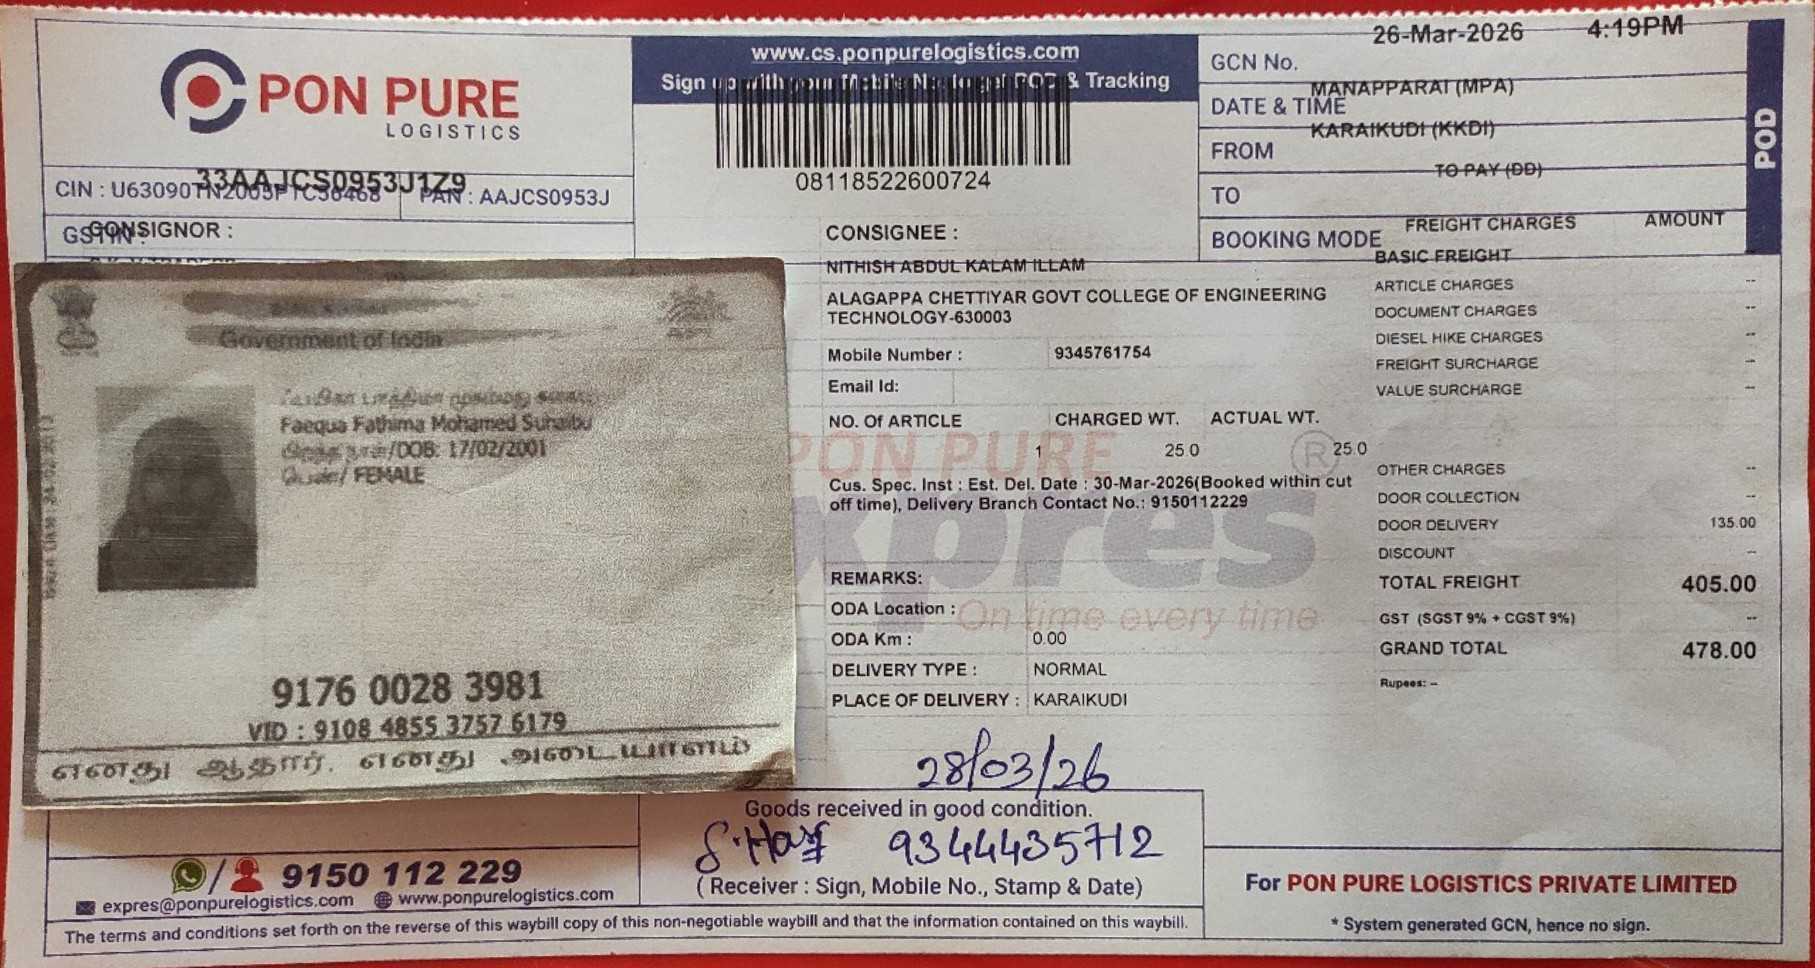 PON PURE
LOGISTICS
www.cs.ponpurelogistics.com
Sign up with your Mobile No. to get POD & Tracking
08118522600724
26-Mar-2026 4:19PM
GCN No.
MANAPPARAI (MPA)
DATE & TIME
KARAIKUDI (KKDI)
FROM
TO PAY (DD)
TO
BOOKING MODE
POD
33AAJCS0953J1Z9
CIN : U63090TN2005PTC56468
PAN : AAJCS0953J
GSTIN :
CONSIGNOR :
CONSIGNEE :
NITHISH ABDUL KALAM ILLAM
ALAGAPPA CHETTIYAR GOVT COLLEGE OF ENGINEERING
TECHNOLOGY-630003
Mobile Number : 9345761754
Email Id:
NO. Of ARTICLE CHARGED WT. ACTUAL WT.
1 25.0 25.0
Cus. Spec. Inst : Est. Del. Date : 30-Mar-2026(Booked within cut
off time), Delivery Branch Contact No.: 9150112229
PON PURE ®
xpres
On time every time
REMARKS:
ODA Location :
ODA Km : 0.00
DELIVERY TYPE : NORMAL
PLACE OF DELIVERY : KARAIKUDI
FREIGHT CHARGES AMOUNT
BASIC FREIGHT --
ARTICLE CHARGES --
DOCUMENT CHARGES --
DIESEL HIKE CHARGES --
FREIGHT SURCHARGE --
VALUE SURCHARGE --
OTHER CHARGES --
DOOR COLLECTION --
DOOR DELIVERY 135.00
DISCOUNT --
TOTAL FREIGHT 405.00
GST (SGST 9% + CGST 9%) --
GRAND TOTAL 478.00
Rupees: --
Government of India
Faequa Fathima Mohamed Suhaibu
/DOB: 17/02/2001
/ FEMALE
9176 0028 3981
VID : 9108 4855 3757 6179
எனது ஆதார், எனது அடையாளம்
28/03/26
Goods received in good condition.
9344435712
( Receiver : Sign, Mobile No., Stamp & Date)
/ 9150 112 229
expres@ponpurelogistics.com www.ponpurelogistics.com
The terms and conditions set forth on the reverse of this waybill copy of this non-negotiable waybill and that the information contained on this waybill.
For PON PURE LOGISTICS PRIVATE LIMITED
* System generated GCN, hence no sign.